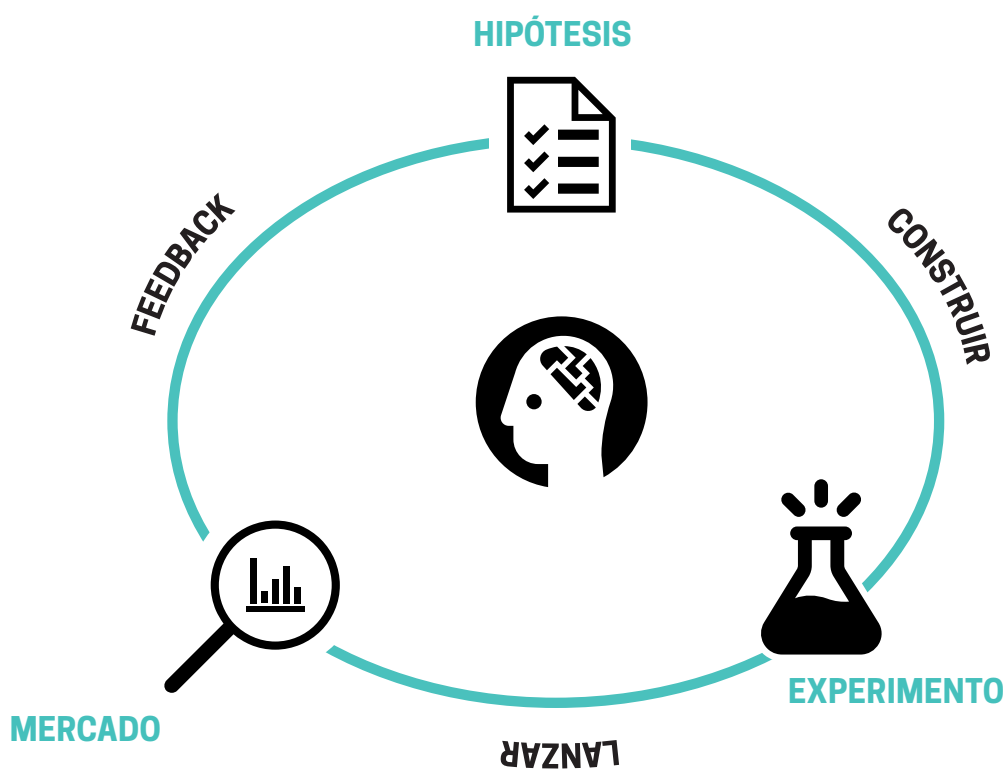 HIPÓTESIS
FEEDBACK
CONSTRUIR
EXPERIMENTO
MERCADO
LANZAR